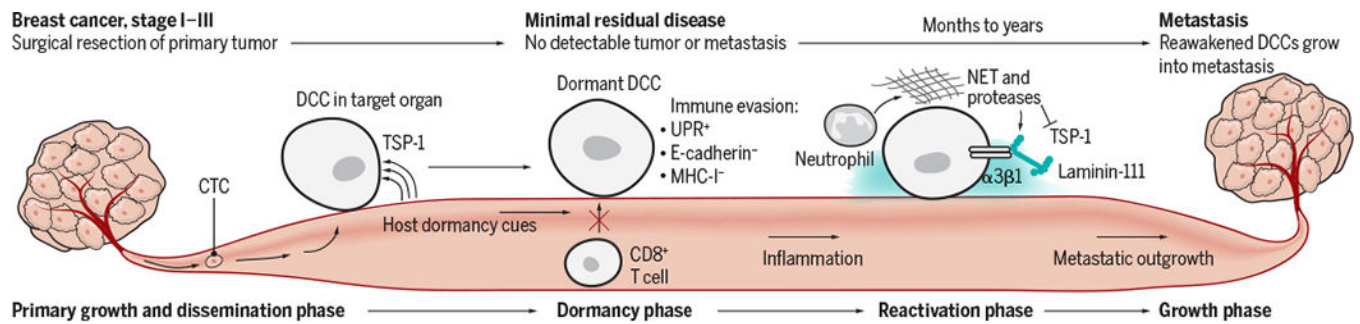 Breast cancer, stage I–III
Surgical resection of primary tumor
Minimal residual disease
No detectable tumor or metastasis
Months to years
Metastasis
Reawakened DCCs grow
into metastasis
DCC in target organ
TSP-1
CTC
Dormant DCC
Immune evasion:
• UPR⁺
• E-cadherin⁻
• MHC-I⁻
Neutrophil
NET and
proteases
TSP-1
Laminin-111
α3β1
Host dormancy cues
CD8⁺
T cell
Inflammation
Metastatic outgrowth
Primary growth and dissemination phase
Dormancy phase
Reactivation phase
Growth phase